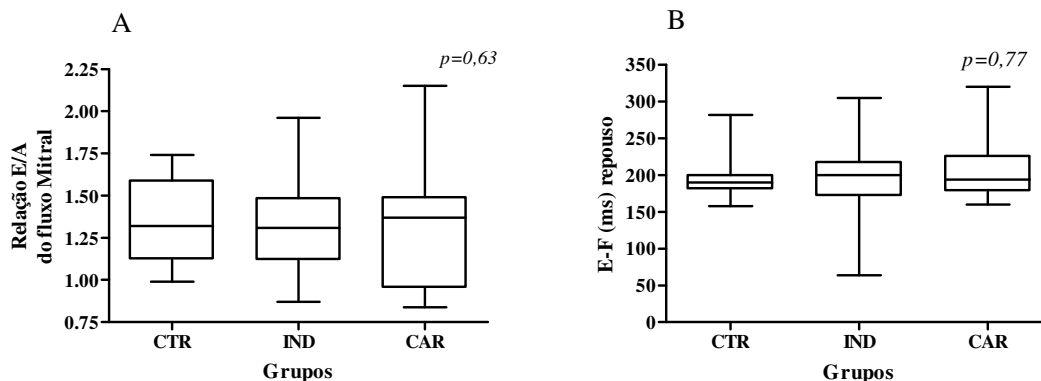 A
p=0,63
Relação E/A
do fluxo Mitral
2.25
2.00
1.75
1.50
1.25
1.00
0.75
CTR IND CAR
Grupos
B
p=0,77
E-F (ms) repouso
350
300
250
200
150
100
50
0
CTR IND CAR
Grupos